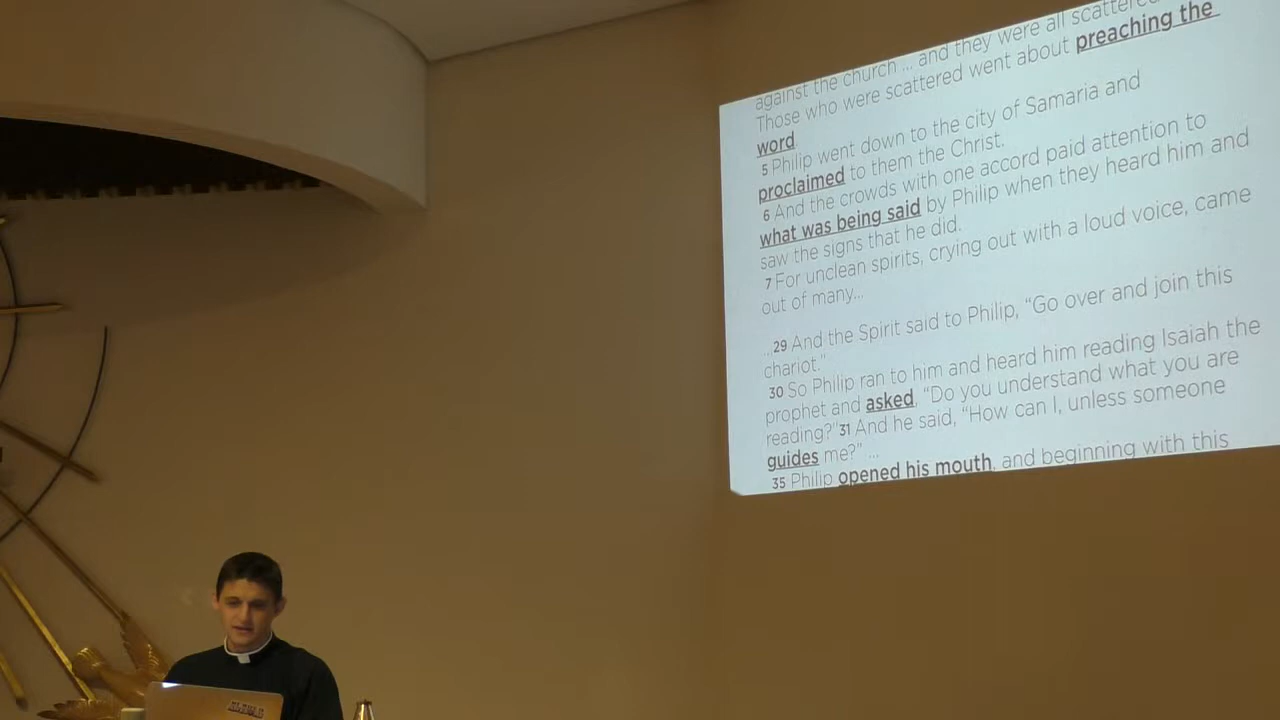 against the church ... and they were all scattered
Those who were scattered went about preaching the
word
5 Philip went down to the city of Samaria and
proclaimed to them the Christ.
6 And the crowds with one accord paid attention to
what was being said by Philip when they heard him and
saw the signs that he did.
7 For unclean spirits, crying out with a loud voice, came
out of many...
...29 And the Spirit said to Philip, “Go over and join this
chariot.”
30 So Philip ran to him and heard him reading Isaiah the
prophet and asked, “Do you understand what you are
reading?”31 And he said, “How can I, unless someone
guides me?” ...
35 Philip opened his mouth, and beginning with this